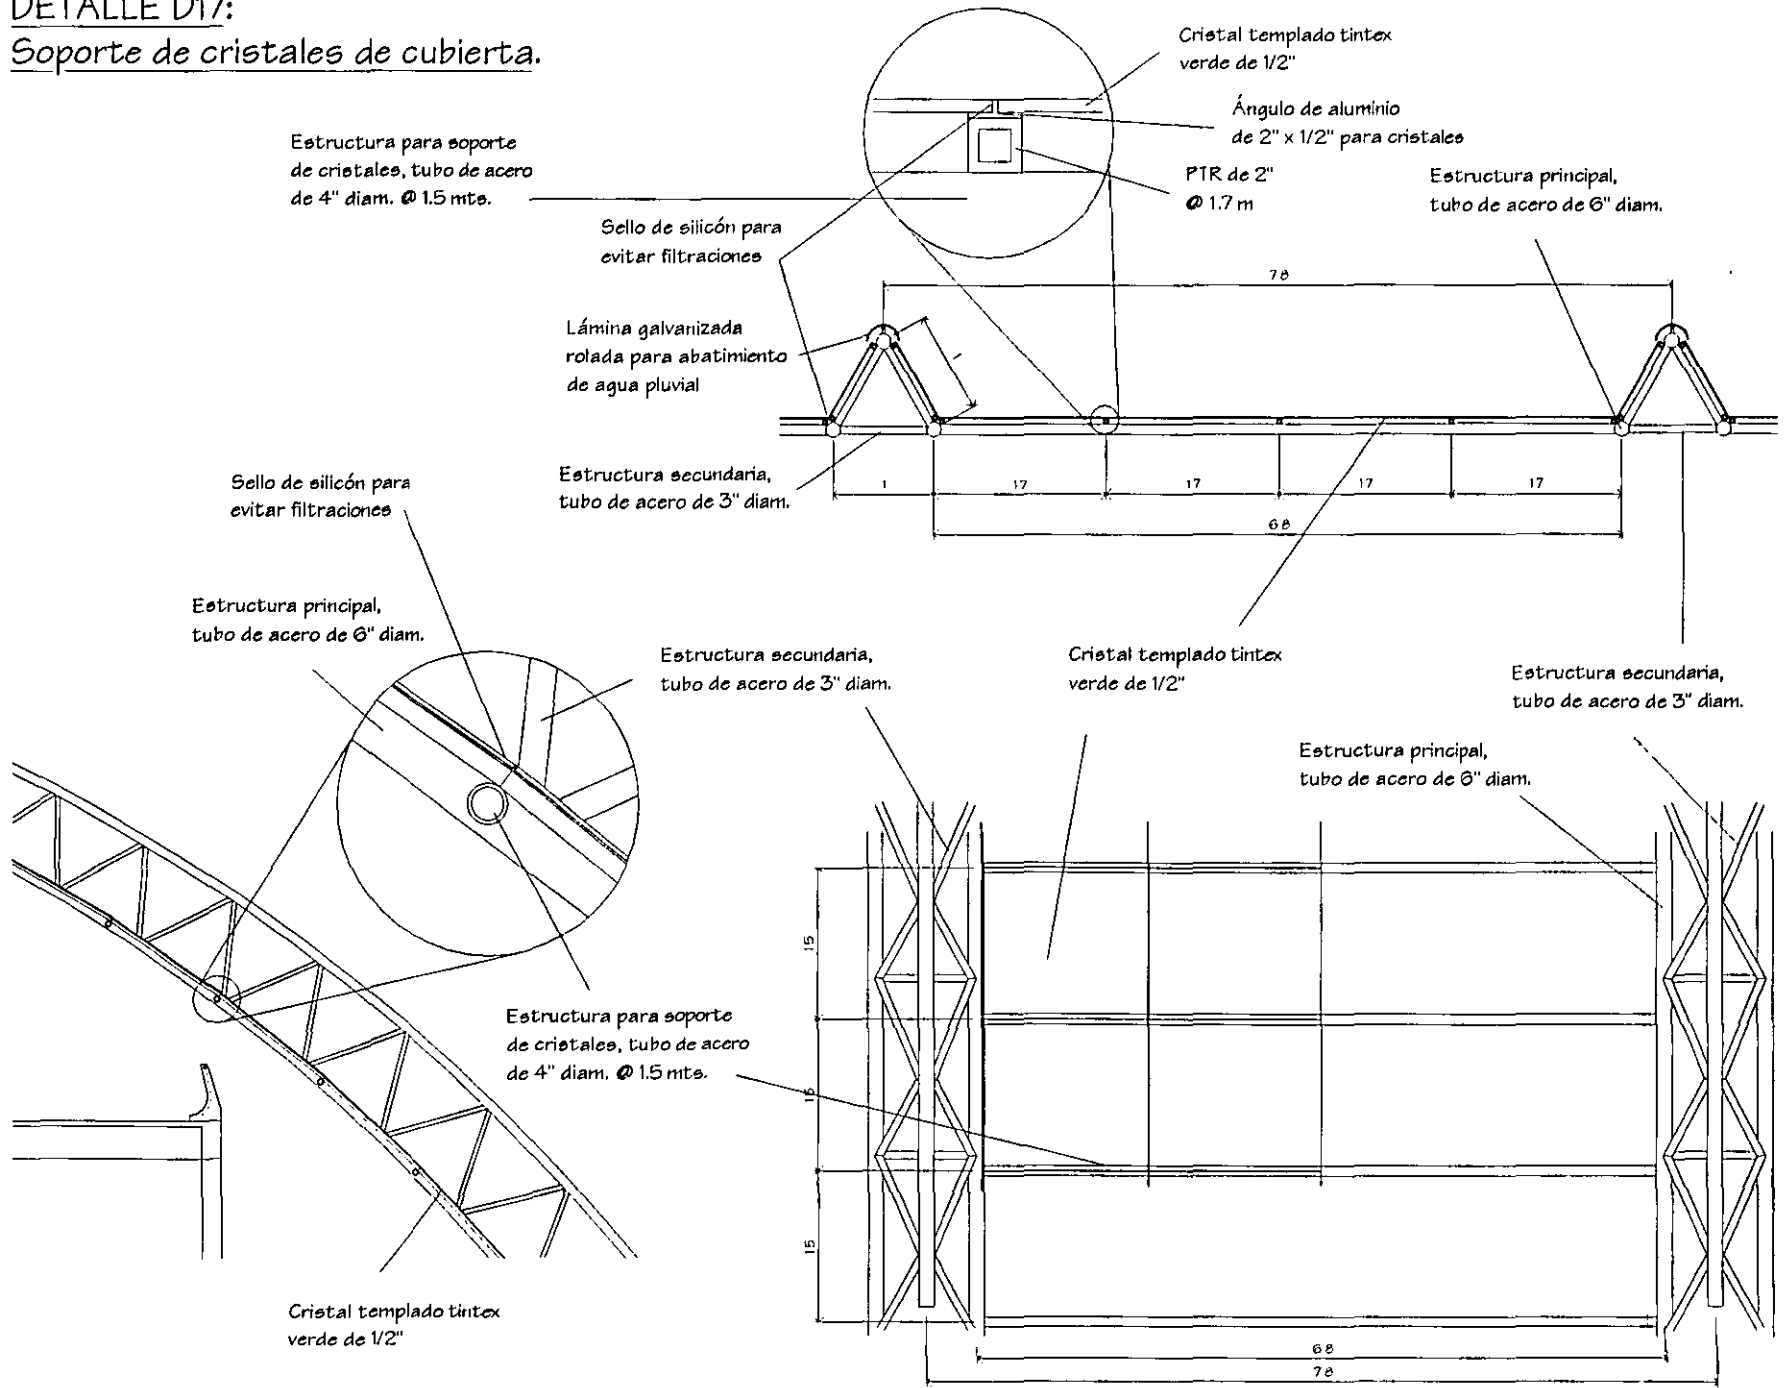 DETALLE D17:
Soporte de cristales de cubierta.
Cristal templado tintex
verde de 1/2"
Ángulo de aluminio
de 2" x 1/2" para cristales
PTR de 2"
@ 1.7 m
Estructura principal,
tubo de acero de 6" diam.
Estructura para soporte
de cristales, tubo de acero
de 4" diam. @ 1.5 mts.
Sello de silicón para
evitar filtraciones
Lámina galvanizada
rolada para abatimiento
de agua pluvial
Estructura secundaria,
tubo de acero de 3" diam.
78
1
1
17
17
17
17
68
Sello de silicón para
evitar filtraciones
Estructura principal,
tubo de acero de 6" diam.
Estructura secundaria,
tubo de acero de 3" diam.
Cristal templado tintex
verde de 1/2"
Estructura secundaria,
tubo de acero de 3" diam.
Estructura principal,
tubo de acero de 6" diam.
Estructura para soporte
de cristales, tubo de acero
de 4" diam. @ 1.5 mts.
Cristal templado tintex
verde de 1/2"
15
15
15
68
78